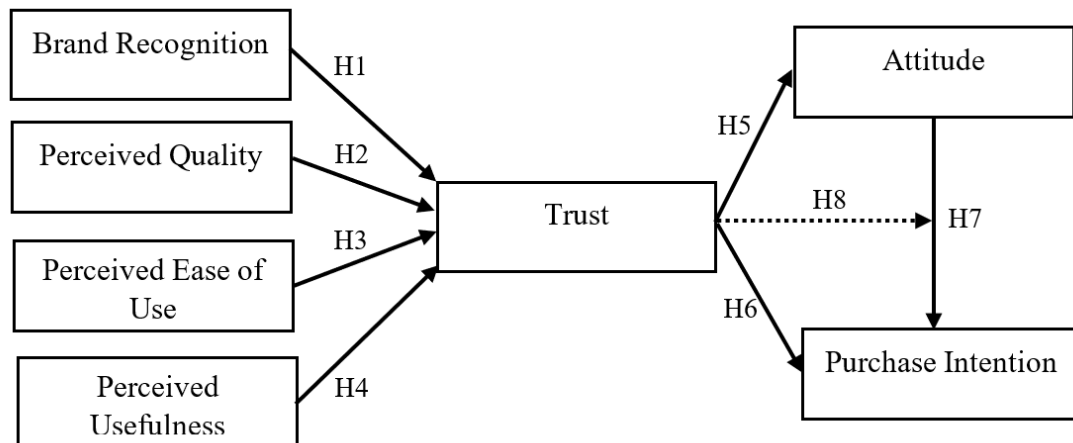 Brand Recognition
H1
Perceived Quality
H2
Perceived Ease of
Use
H3
Perceived
Usefulness
H4
Trust
H5
H8
H6
Attitude
H7
Purchase Intention